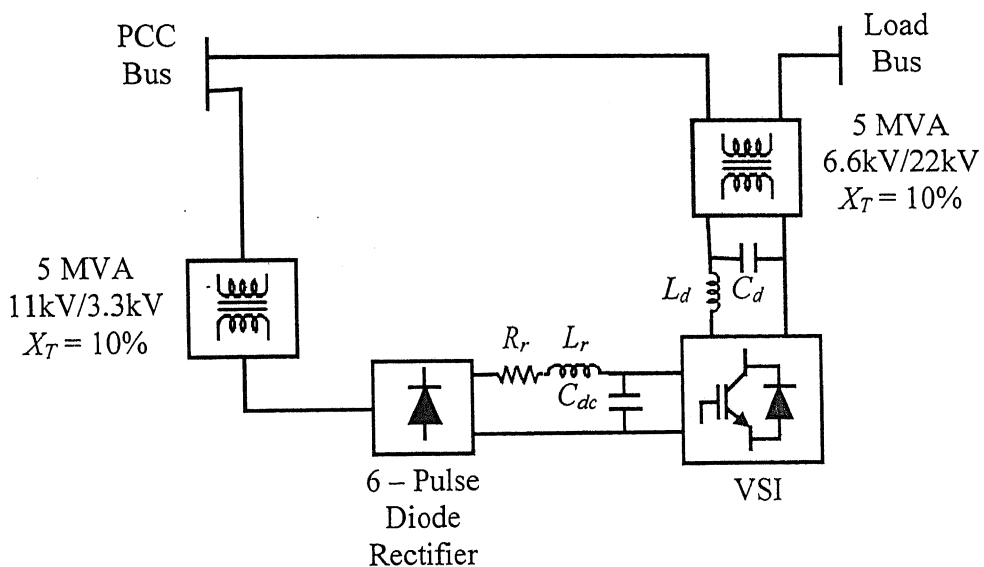 PCC
Bus
Load
Bus
5 MVA
6.6kV/22kV
X_T = 10%
5 MVA
11kV/3.3kV
X_T = 10%
L_d
C_d
R_r
L_r
C_dc
6 – Pulse
Diode
Rectifier
VSI